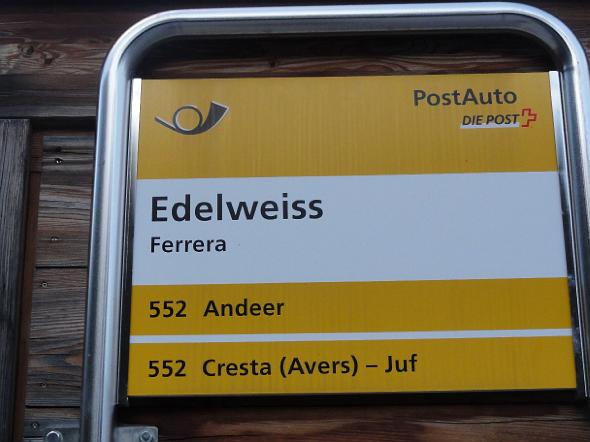 PostAuto
DIE POST
Edelweiss
Ferrera
552 Andeer
552 Cresta (Avers) – Juf